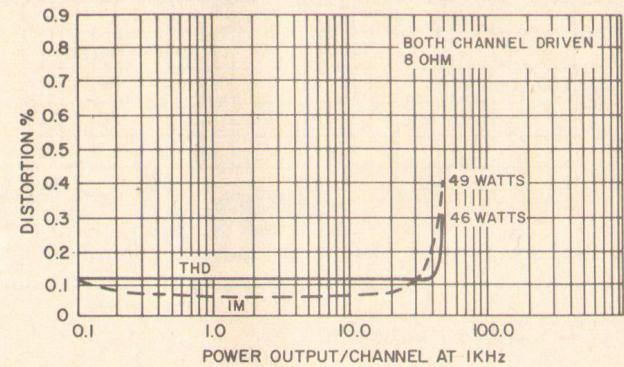 0.9
0.8
0.7
0.6
0.5
0.4
0.3
0.2
0.1
0
DISTORTION %
BOTH CHANNEL DRIVEN
8 OHM
49 WATTS
46 WATTS
THD
IM
0.1
1.0
10.0
100.0
POWER OUTPUT/CHANNEL AT 1KHz